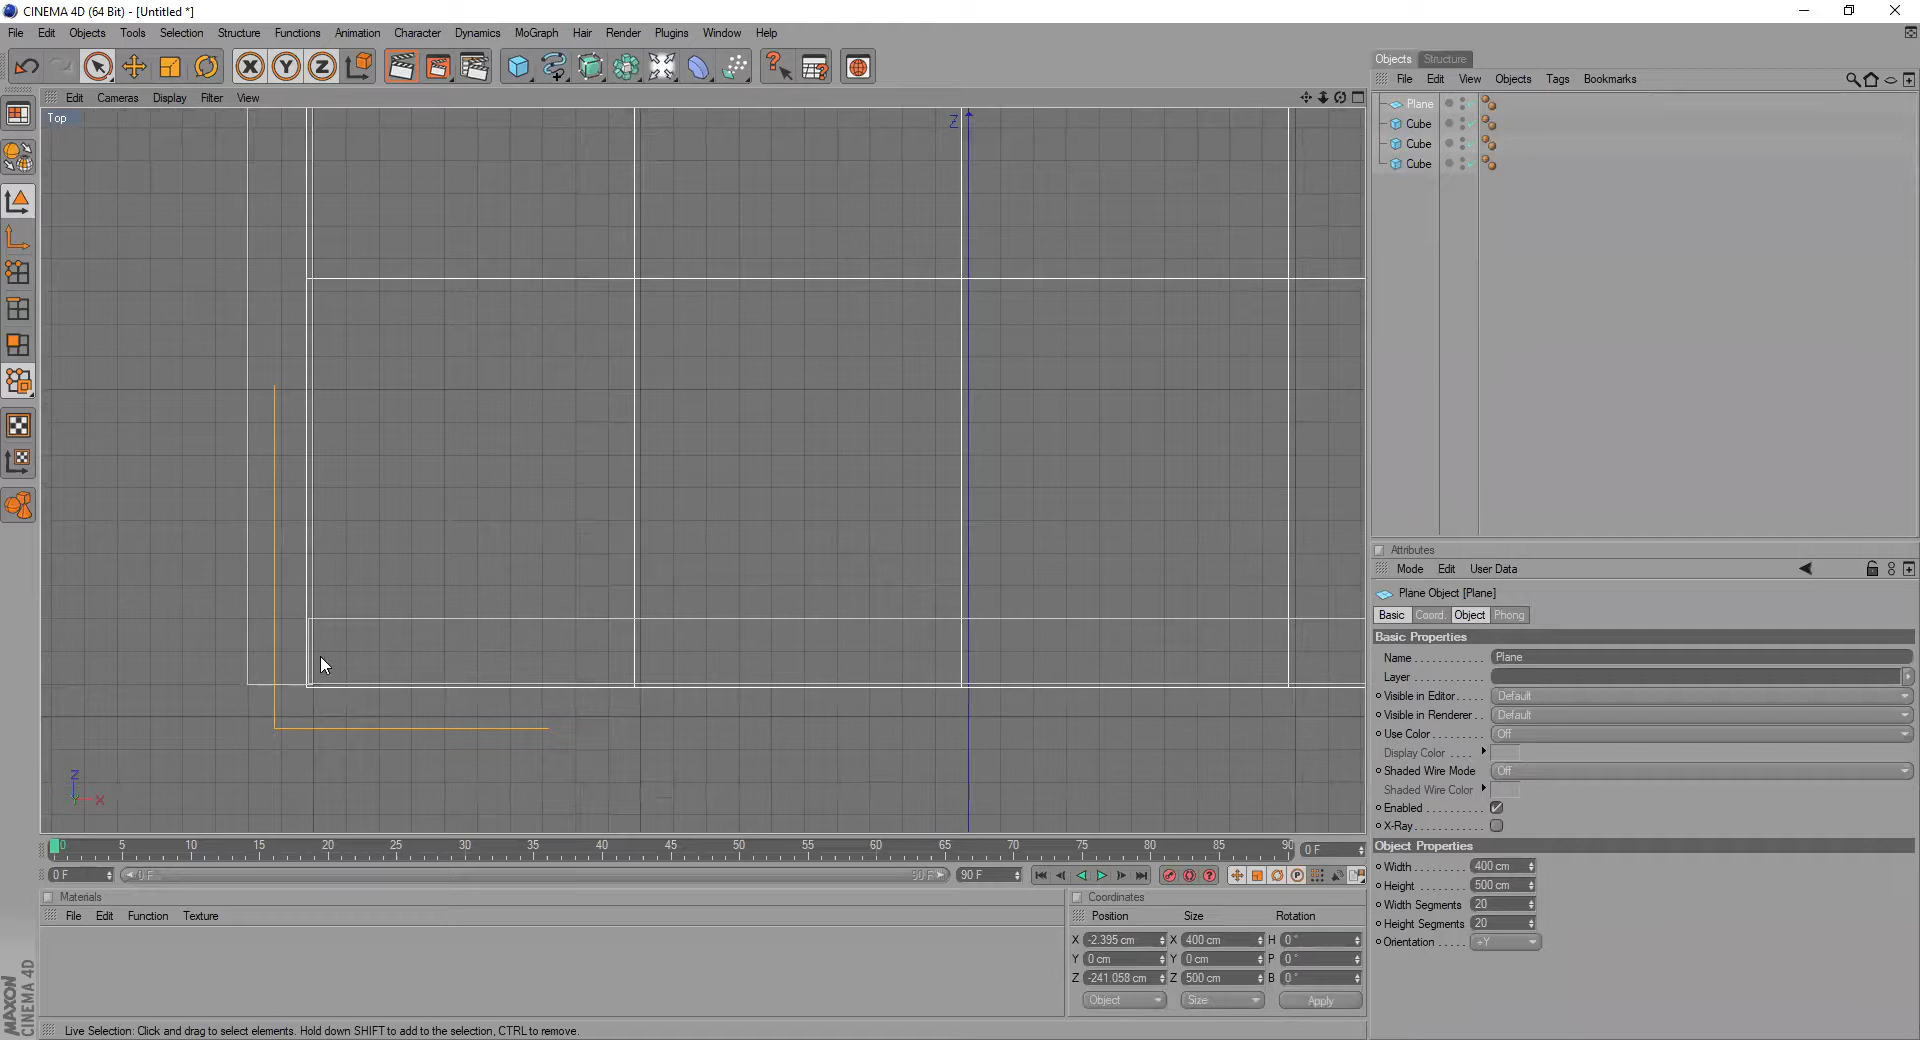 CINEMA 4D (64 Bit) - [Untitled *]
File Edit Objects Tools Selection Structure Functions Animation Character Dynamics MoGraph Hair Render Plugins Window Help
X Y Z
Objects Structure
File Edit View Objects Tags Bookmarks
Edit Cameras Display Filter View
Top
Z
Plane
Cube
Cube
Cube
Attributes
Mode Edit User Data
Plane Object [Plane]
Basic Coord. Object Phong
Basic Properties
Name Plane
Layer
Visible in Editor Default
Visible in Renderer Default
Use Color Off
Display Color
Shaded Wire Mode Off
Shaded Wire Color
Enabled
X-Ray
Object Properties
Width 400 cm
Height 500 cm
Width Segments 20
Height Segments 20
Orientation +Y
Z
Y X
0 5 10 15 20 25 30 35 40 45 50 55 60 65 70 75 80 85 90 0 F
0 F 0 F 90 F 90 F
Materials
File Edit Function Texture
Coordinates
Position Size Rotation
X -2.395 cm X 400 cm H 0 °
Y 0 cm Y 0 cm P 0 °
Z -241.058 cm Z 500 cm B 0 °
Object Size Apply
MAXON
CINEMA 4D
Live Selection: Click and drag to select elements. Hold down SHIFT to add to the selection, CTRL to remove.